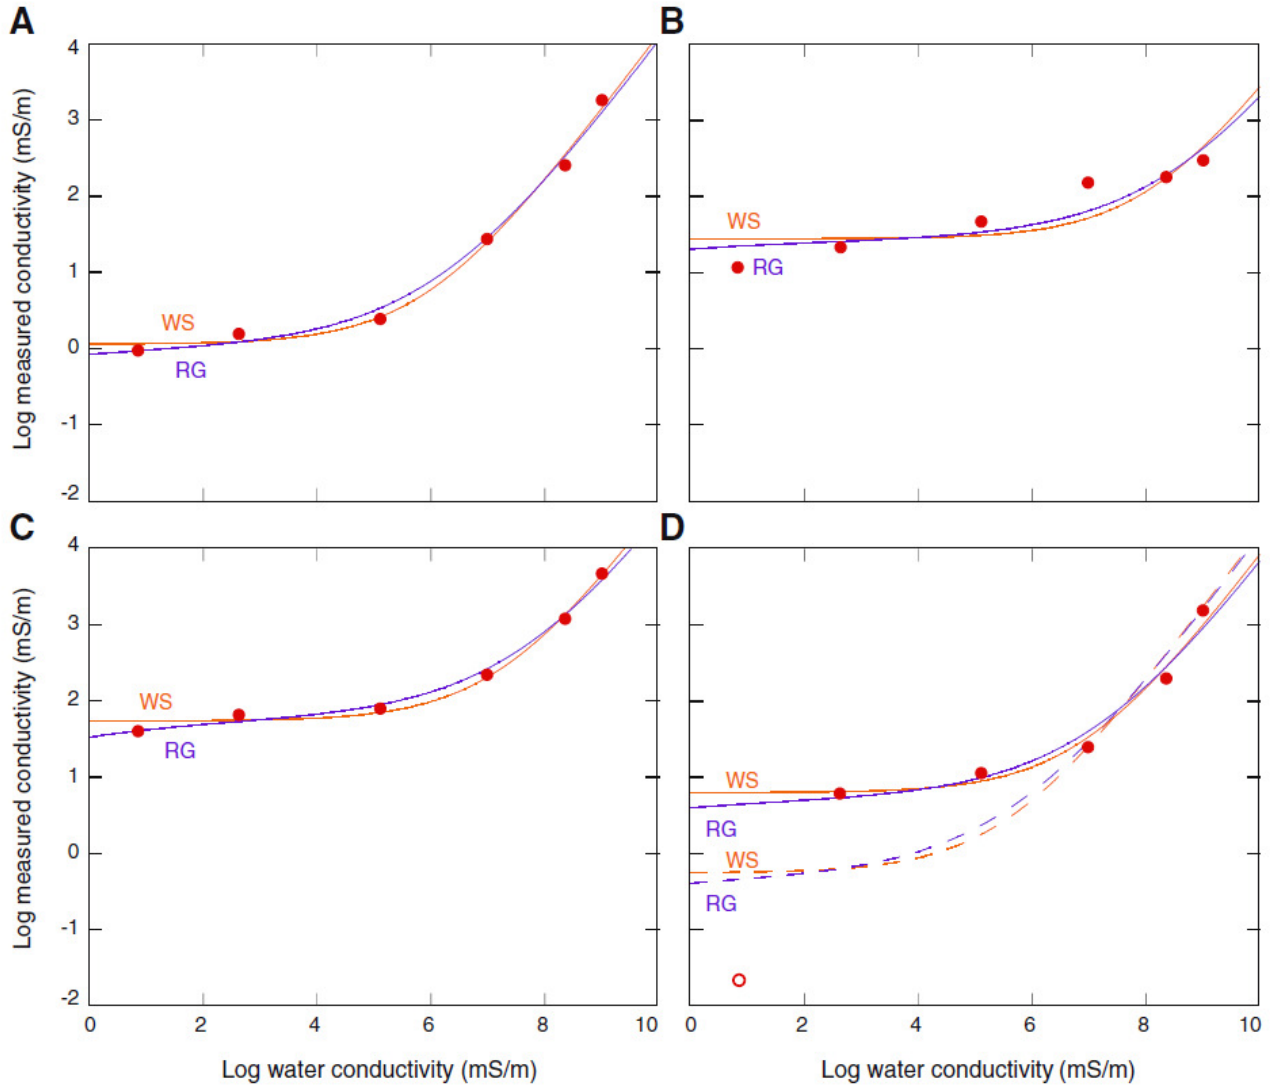 A
B
4
3
2
1
0
-1
-2
Log measured conductivity (mS/m)
WS
RG
WS
RG
C
D
4
3
2
1
0
-1
-2
Log measured conductivity (mS/m)
WS
RG
WS
RG
WS
RG
0 2 4 6 8 10
0 2 4 6 8 10
Log water conductivity (mS/m)
Log water conductivity (mS/m)